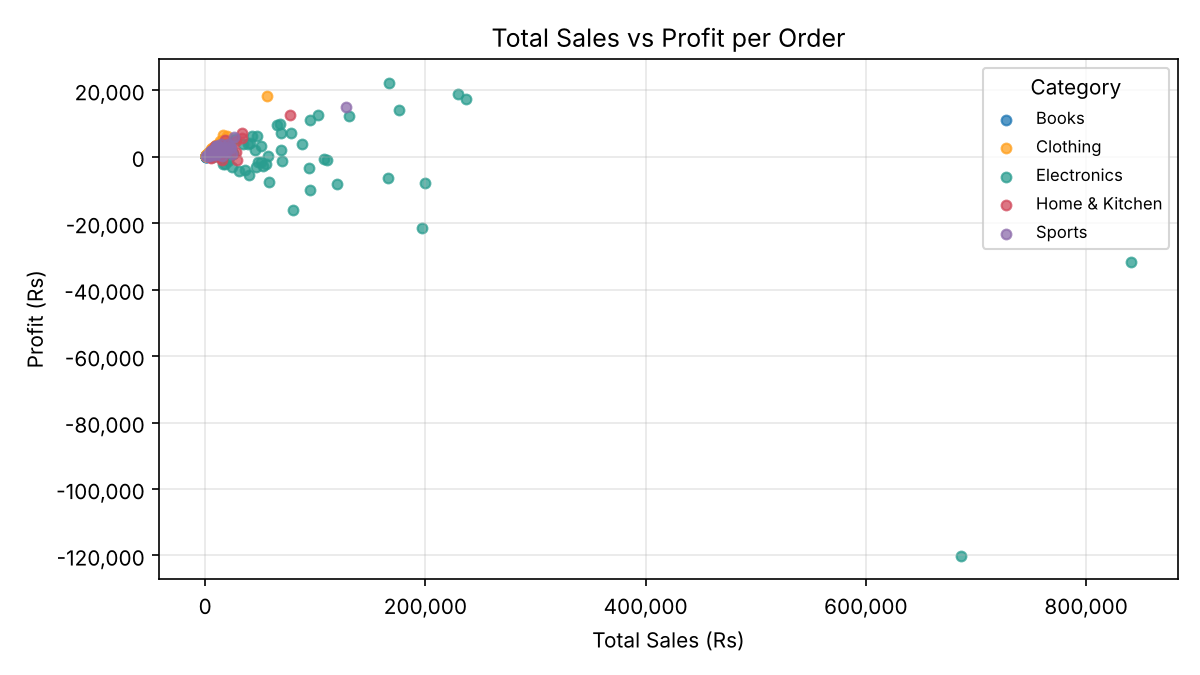 Total Sales vs Profit per Order
Category
Books
Clothing
Electronics
Home & Kitchen
Sports
Profit (Rs)
20,000
0
-20,000
-40,000
-60,000
-80,000
-100,000
-120,000
0
200,000
400,000
600,000
800,000
Total Sales (Rs)